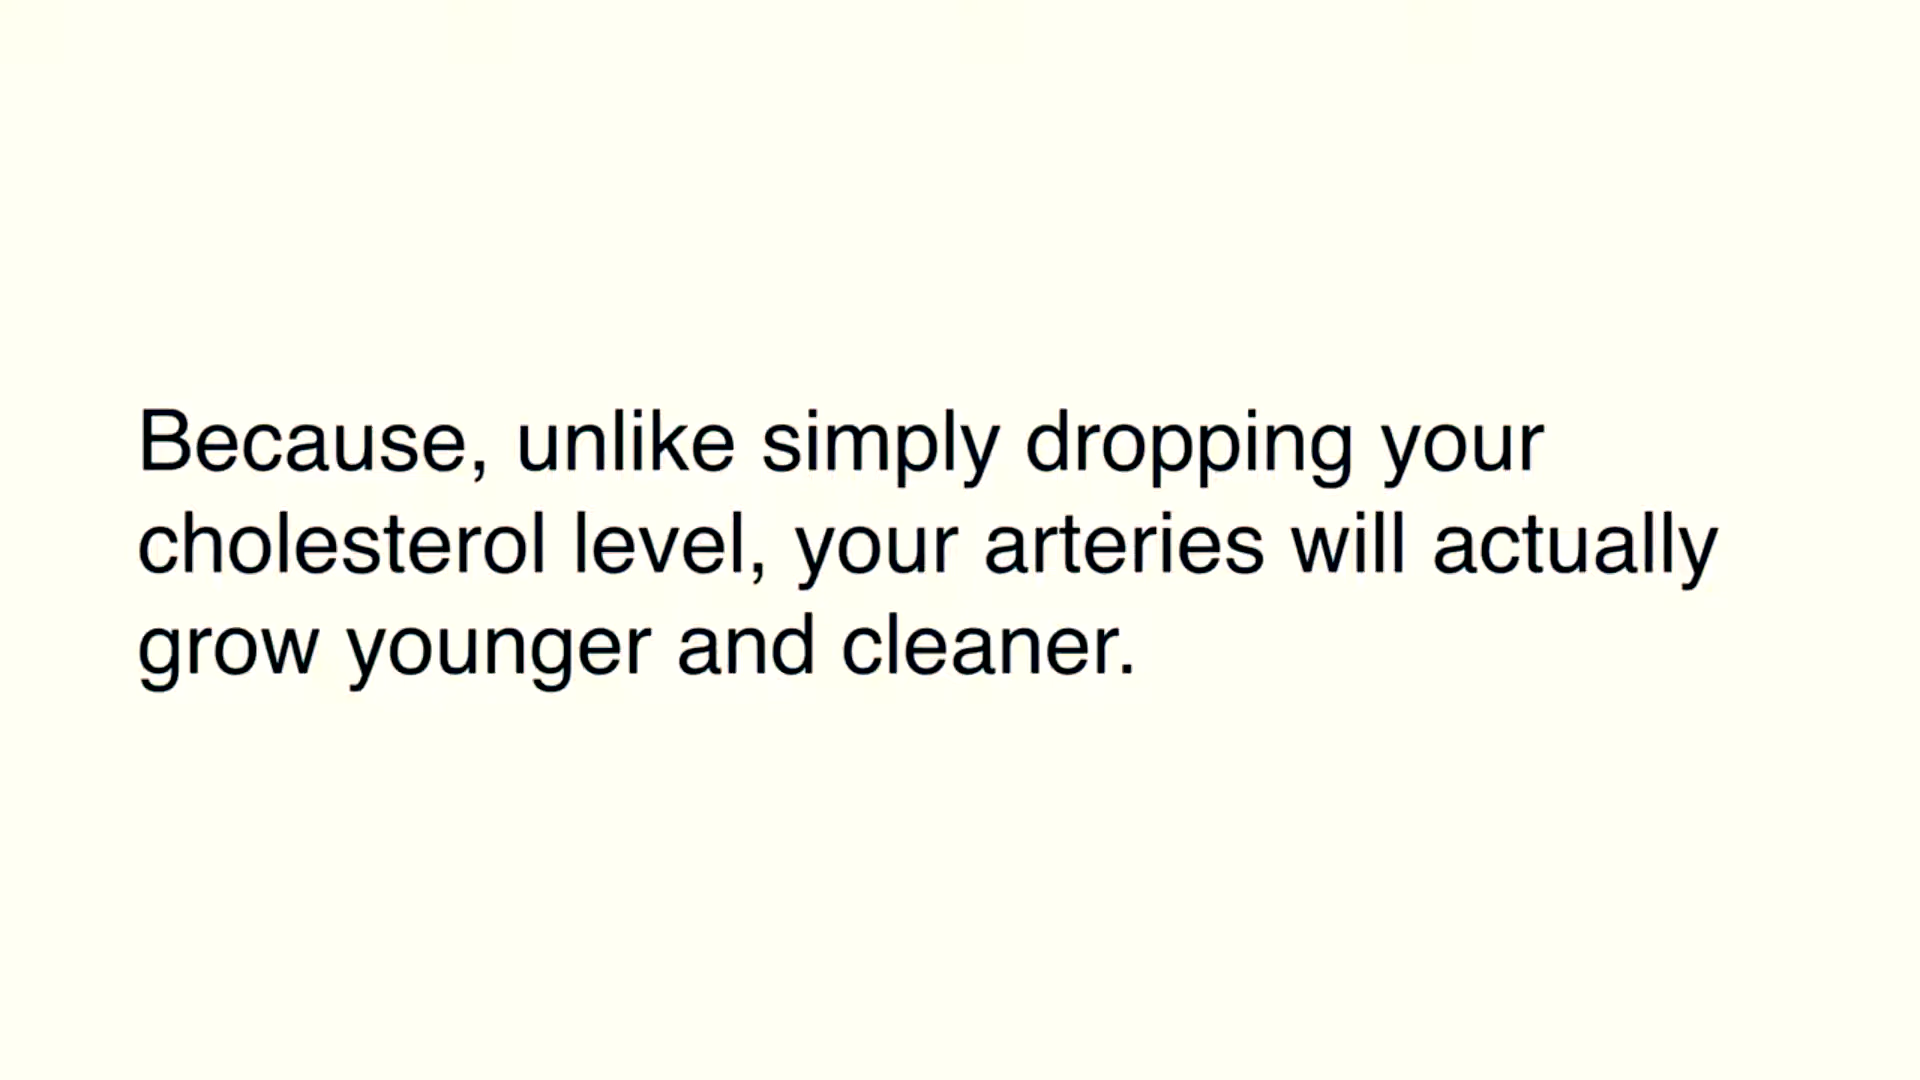 Because, unlike simply dropping your
cholesterol level, your arteries will actually
grow younger and cleaner.